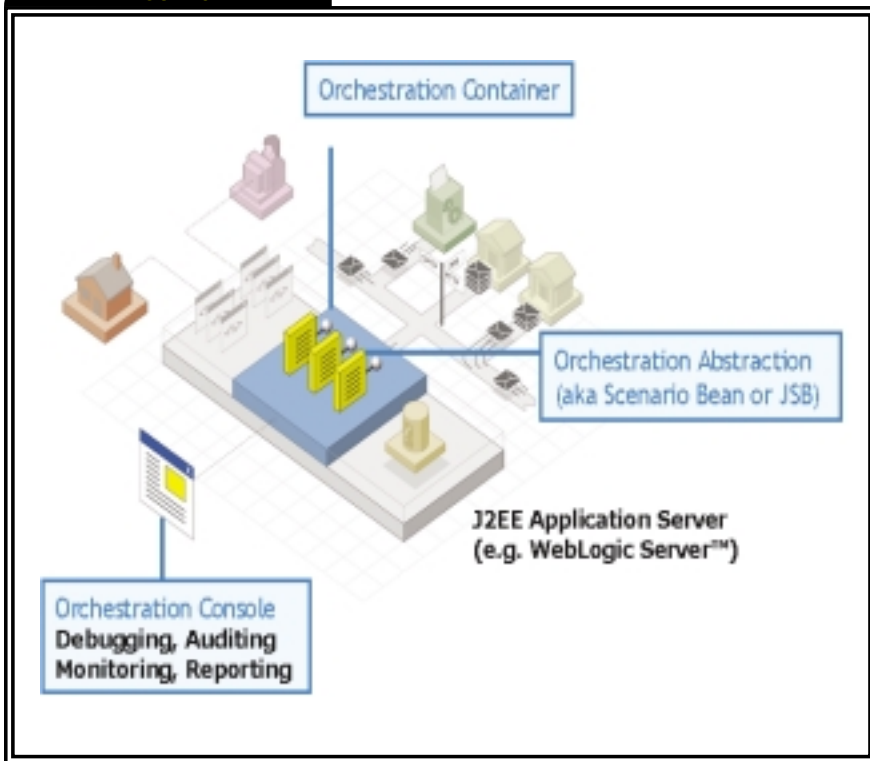 Orchestration Container
Orchestration Abstraction
(aka Scenario Bean or JSB)
J2EE Application Server
(e.g. WebLogic Server™)
Orchestration Console
Debugging, Auditing
Monitoring, Reporting